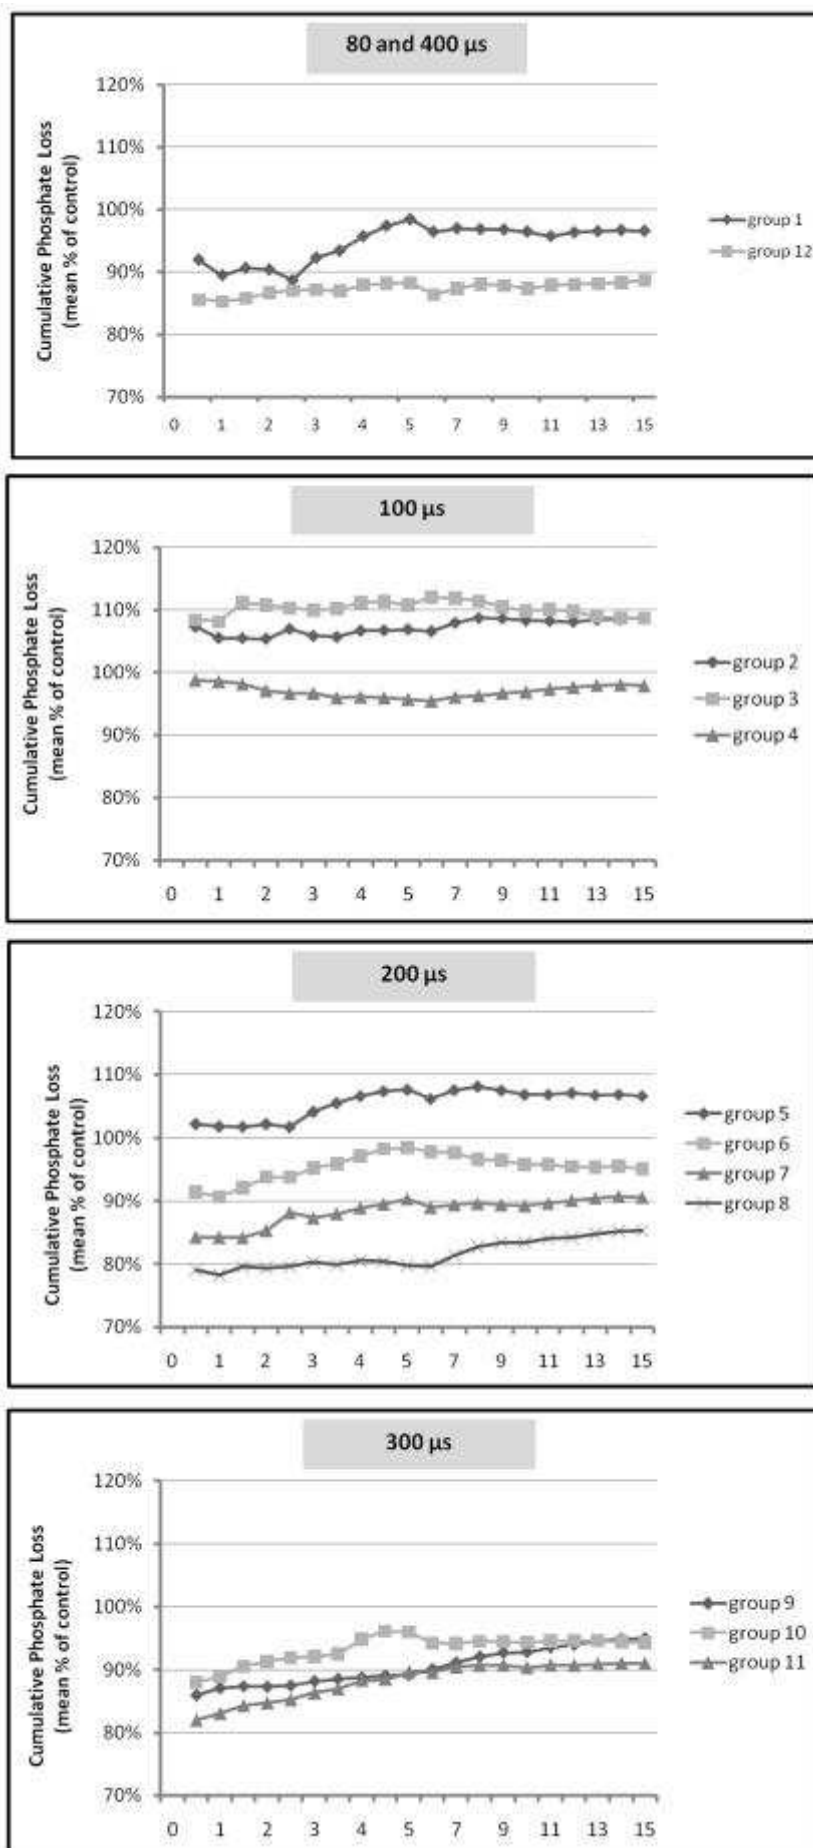 80 and 400 µs
Cumulative Phosphate Loss
(mean % of control)
120%
110%
100%
90%
80%
70%
0 1 2 3 4 5 7 9 11 13 15
group 1
group 12
100 µs
Cumulative Phosphate Loss
(mean % of control)
120%
110%
100%
90%
80%
70%
0 1 2 3 4 5 7 9 11 13 15
group 2
group 3
group 4
200 µs
Cumulative Phosphate Loss
(mean % of control)
120%
110%
100%
90%
80%
70%
0 1 2 3 4 5 7 9 11 13 15
group 5
group 6
group 7
group 8
300 µs
Cumulative Phosphate Loss
(mean % of control)
120%
110%
100%
90%
80%
70%
0 1 2 3 4 5 7 9 11 13 15
group 9
group 10
group 11